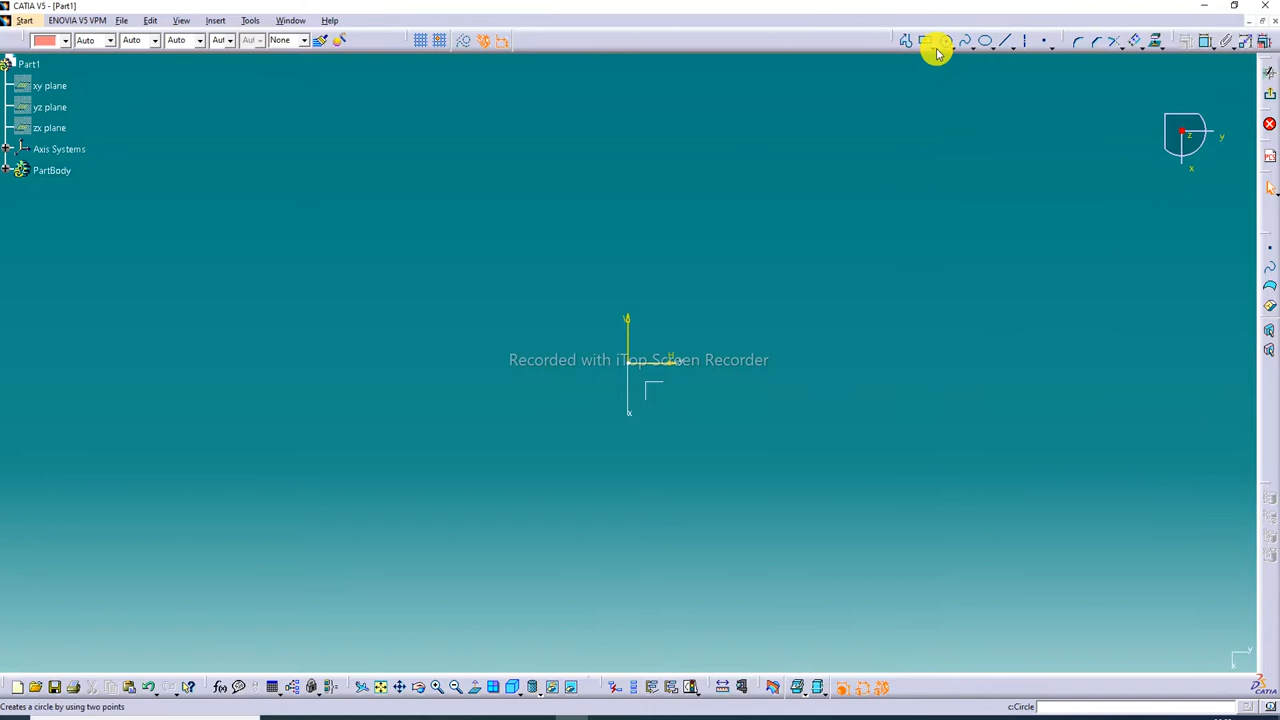 CATIA V5 - [Part1]
Start ENOVIA V5 VPM File Edit View Insert Tools Window Help
Auto Auto Auto Aut Aut None
Part1
xy plane
yz plane
zx plane
Axis Systems
PartBody
z
y
x
V
H
Recorded with iTop Screen Recorder
x
y
x
Creates a circle by using two points
c:Circle